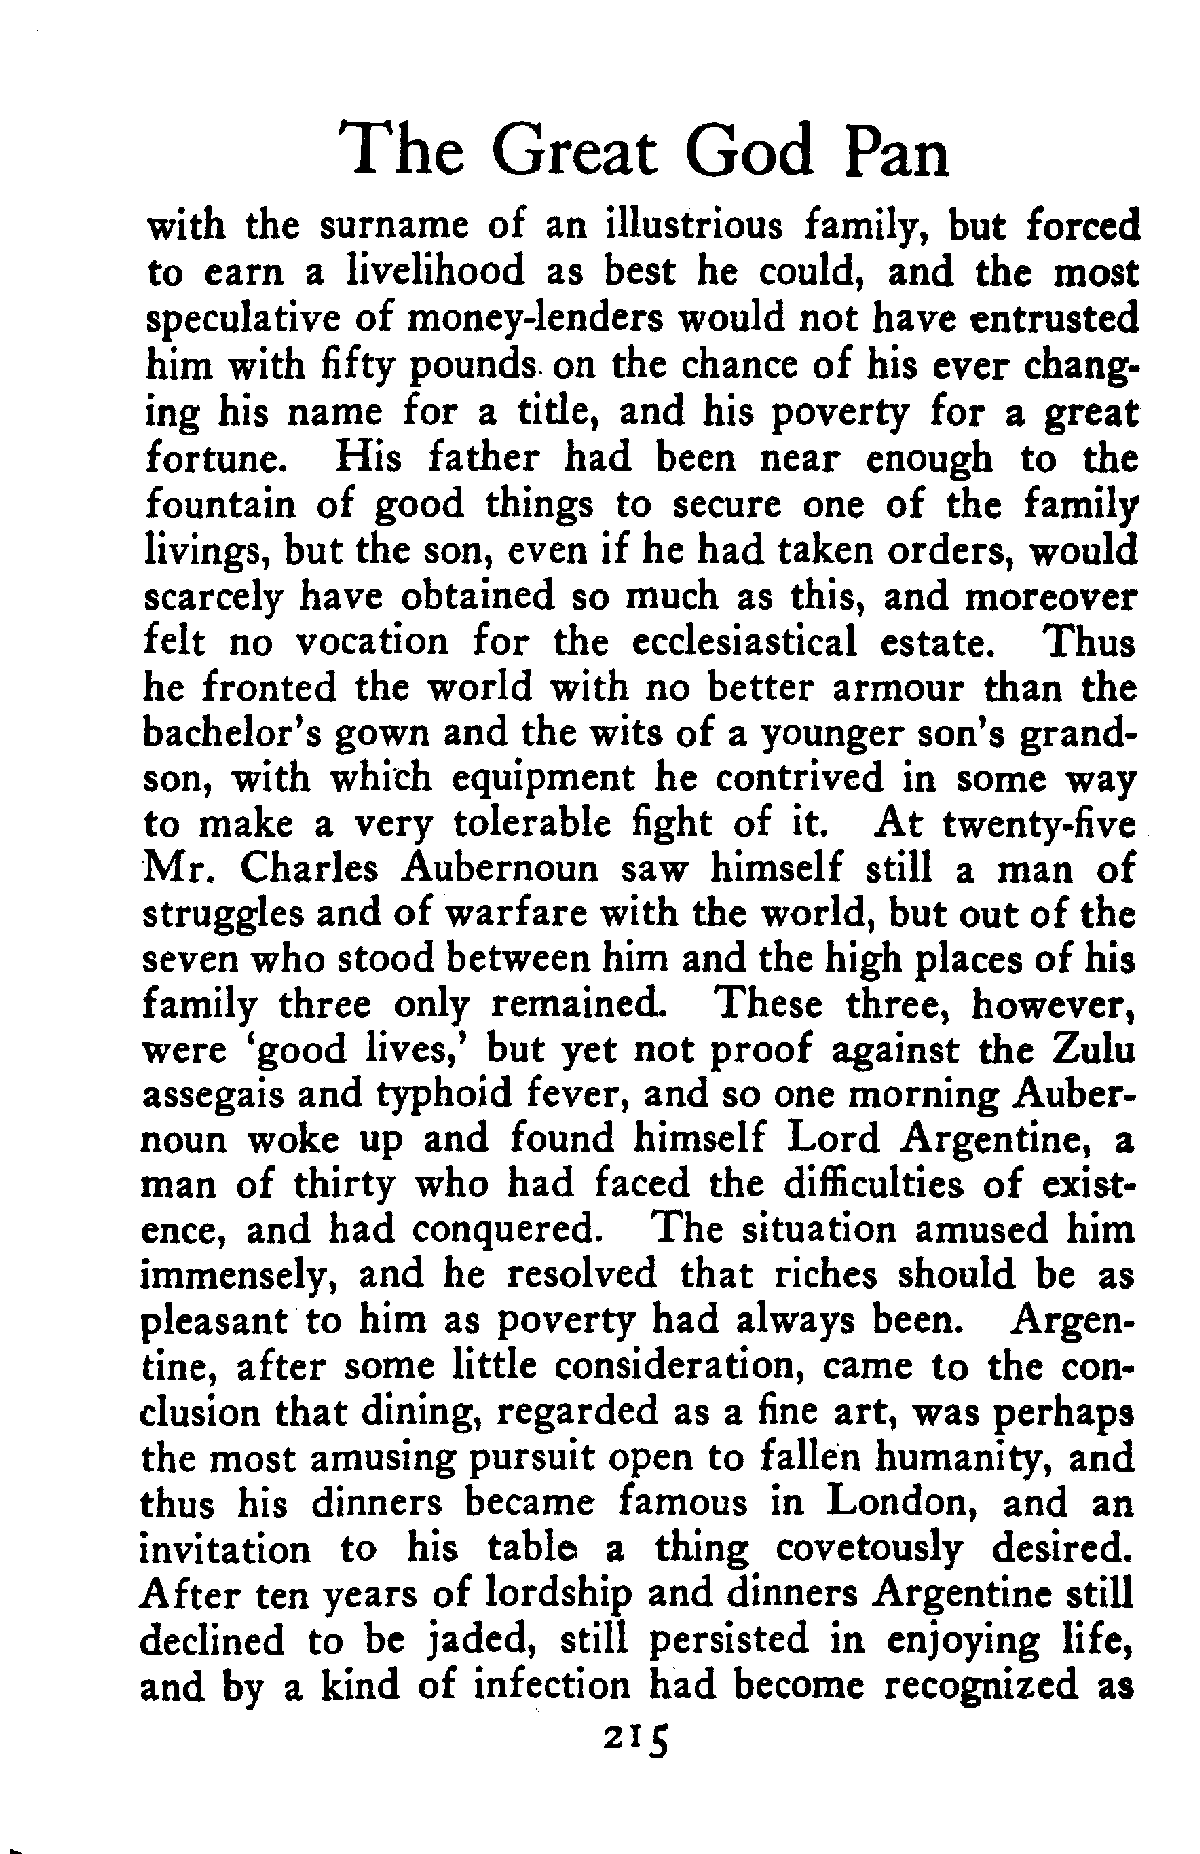 The Great God Pan
with the surname of an illustrious family, but forced
to earn a livelihood as best he could, and the most
speculative of money-lenders would not have entrusted
him with fifty pounds on the chance of his ever chang-
ing his name for a title, and his poverty for a great
fortune. His father had been near enough to the
fountain of good things to secure one of the family
livings, but the son, even if he had taken orders, would
scarcely have obtained so much as this, and moreover
felt no vocation for the ecclesiastical estate. Thus
he fronted the world with no better armour than the
bachelor's gown and the wits of a younger son's grand-
son, with which equipment he contrived in some way
to make a very tolerable fight of it. At twenty-five
Mr. Charles Aubernoun saw himself still a man of
struggles and of warfare with the world, but out of the
seven who stood between him and the high places of his
family three only remained. These three, however,
were 'good lives,' but yet not proof against the Zulu
assegais and typhoid fever, and so one morning Auber-
noun woke up and found himself Lord Argentine, a
man of thirty who had faced the difficulties of exist-
ence, and had conquered. The situation amused him
immensely, and he resolved that riches should be as
pleasant to him as poverty had always been. Argen-
tine, after some little consideration, came to the con-
clusion that dining, regarded as a fine art, was perhaps
the most amusing pursuit open to fallen humanity, and
thus his dinners became famous in London, and an
invitation to his table a thing covetously desired.
After ten years of lordship and dinners Argentine still
declined to be jaded, still persisted in enjoying life,
and by a kind of infection had become recognized as
215